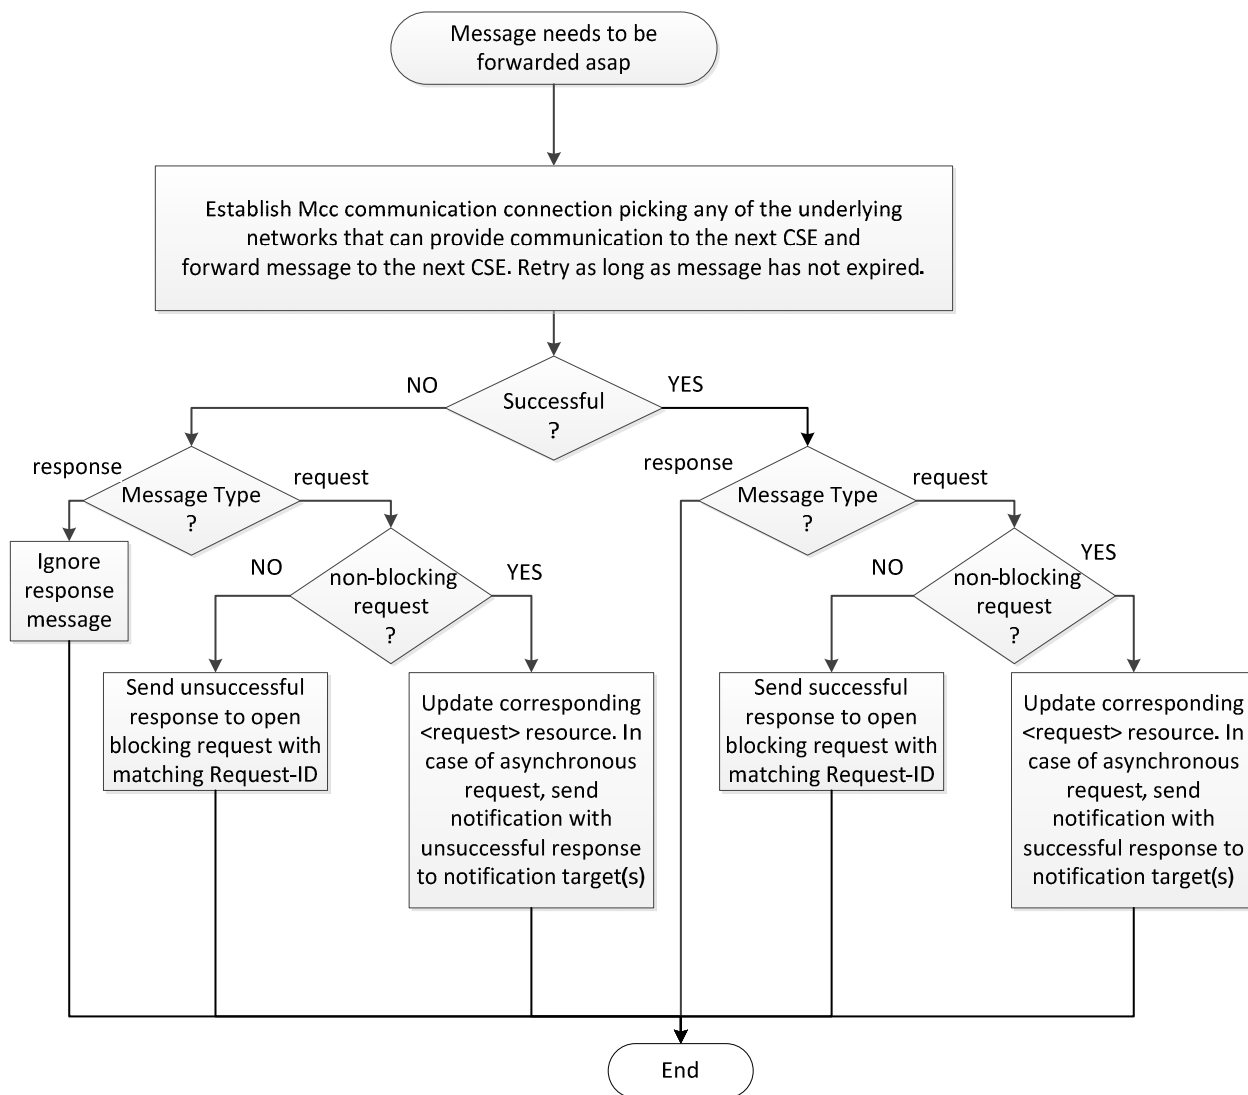 Message needs to be
forwarded asap
Establish Mcc communication connection picking any of the underlying
networks that can provide communication to the next CSE and
forward message to the next CSE. Retry as long as message has not expired.
Successful
?
NO
YES
response
Message Type
?
request
response
Message Type
?
request
Ignore
response
message
NO
non-blocking
request
?
YES
NO
non-blocking
request
?
YES
Send unsuccessful
response to open
blocking request with
matching Request-ID
Update corresponding
<request> resource. In
case of asynchronous
request, send
notification with
unsuccessful response
to notification target(s)
Send successful
response to open
blocking request with
matching Request-ID
Update corresponding
<request> resource. In
case of asynchronous
request, send
notification with
successful response to
notification target(s)
End